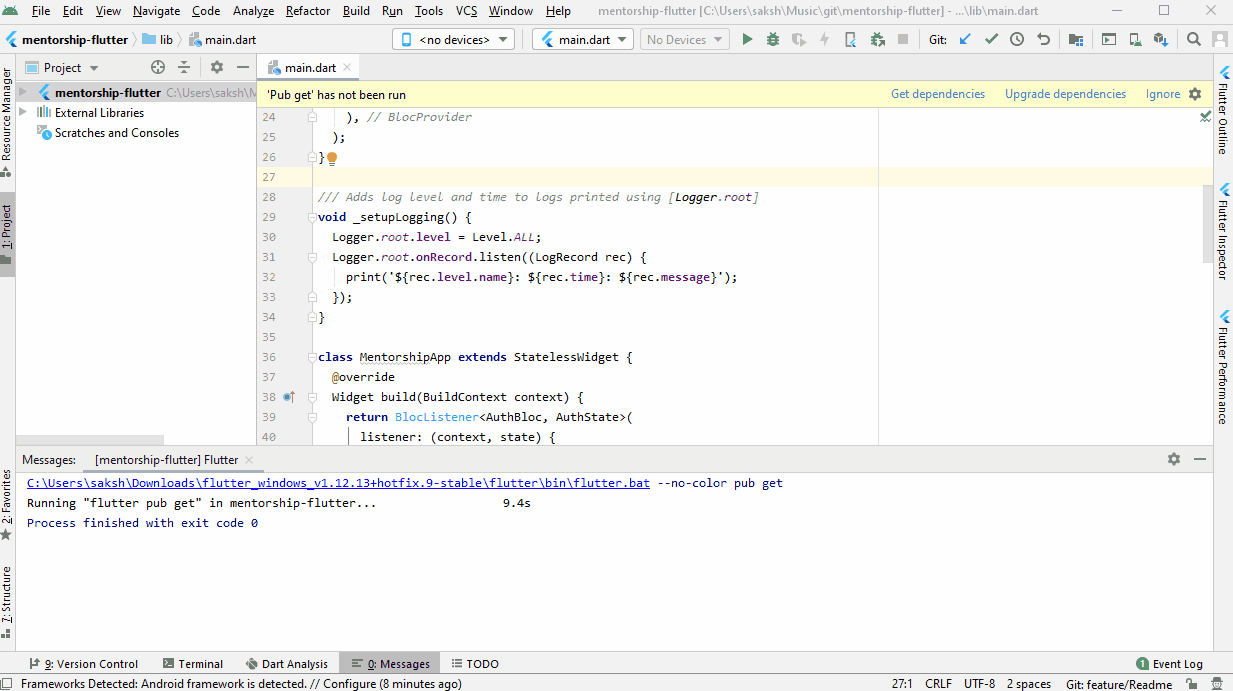 File Edit View Navigate Code Analyze Refactor Build Run Tools VCS Window Help mentorship-flutter [C:\Users\saksh\Music\git\mentorship-flutter] - ...\lib\main.dart
mentorship-flutter lib main.dart <no devices> main.dart No Devices Git:
Project
main.dart
Resource Manager
1: Project
2: Favorites
7: Structure
mentorship-flutter C:\Users\saksh\M
External Libraries
Scratches and Consoles
'Pub get' has not been run Get dependencies Upgrade dependencies Ignore
24 ), // BlocProvider
25 );
26 }
27
28 /// Adds log level and time to logs printed using [Logger.root]
29 void _setupLogging() {
30 Logger.root.level = Level.ALL;
31 Logger.root.onRecord.listen((LogRecord rec) {
32 print('${rec.level.name}: ${rec.time}: ${rec.message}');
33 });
34 }
35
36 class MentorshipApp extends StatelessWidget {
37 @override
38 Widget build(BuildContext context) {
39 return BlocListener<AuthBloc, AuthState>(
40 listener: (context, state) {
Flutter Outline
Flutter Inspector
Flutter Performance
Messages: [mentorship-flutter] Flutter
C:\Users\saksh\Downloads\flutter_windows_v1.12.13+hotfix.9-stable\flutter\bin\flutter.bat --no-color pub get
Running "flutter pub get" in mentorship-flutter... 9.4s
Process finished with exit code 0
9: Version Control Terminal Dart Analysis 0: Messages TODO 1 Event Log
Frameworks Detected: Android framework is detected. // Configure (8 minutes ago) 27:1 CRLF UTF-8 2 spaces Git: feature/Readme